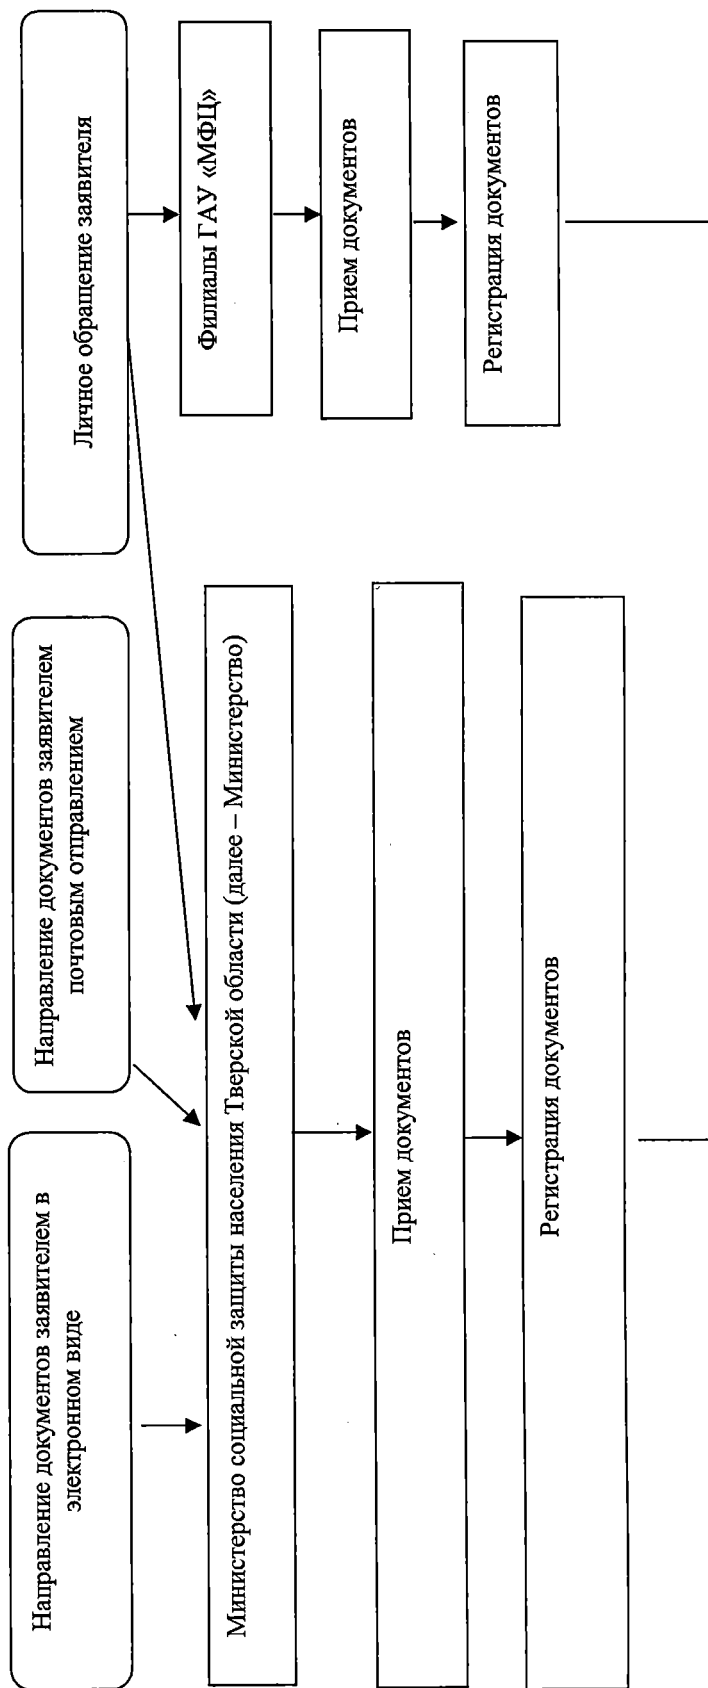 Направление документов заявителем в
электронном виде
Направление документов заявителем
почтовым отправлением
Личное обращение заявителя
Министерство социальной защиты населения Тверской области (далее – Министерство)
Филиалы ГАУ «МФЦ»
Прием документов
Прием документов
Регистрация документов
Регистрация документов